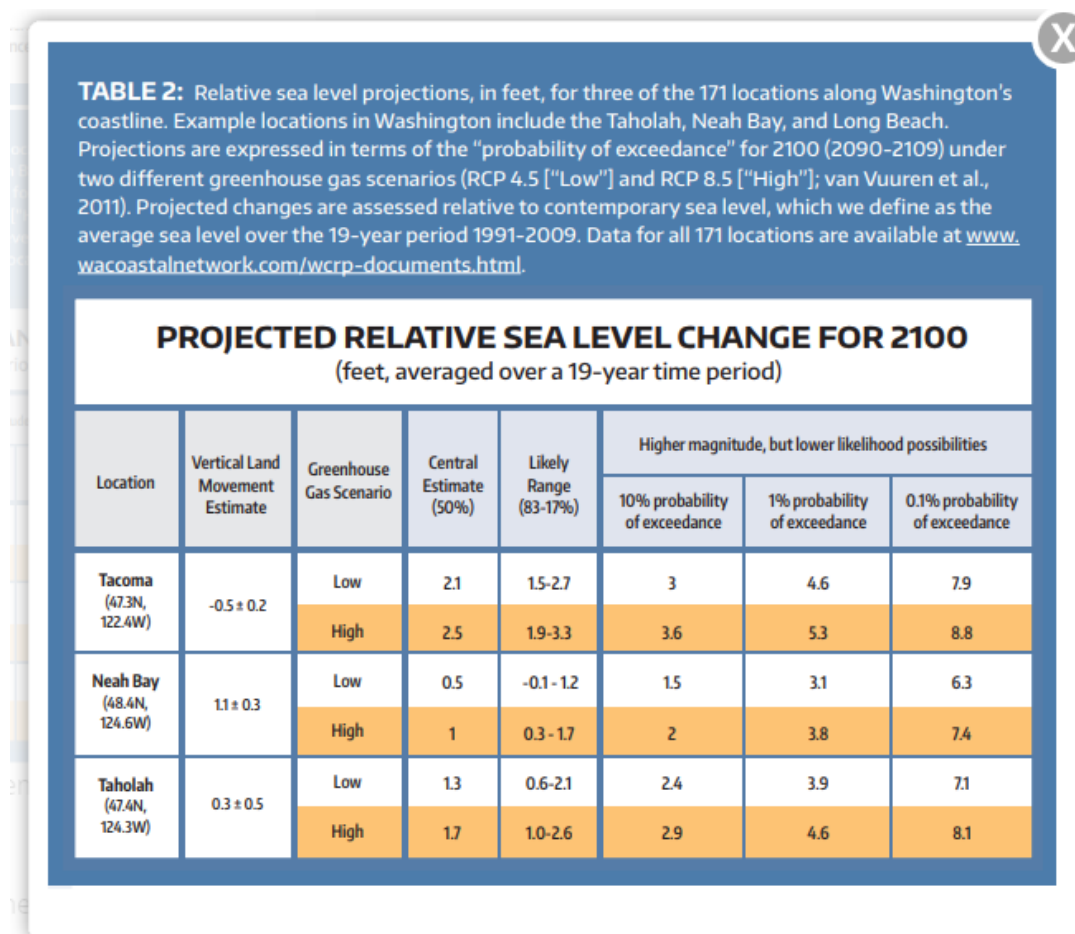 X
TABLE 2: Relative sea level projections, in feet, for three of the 171 locations along Washington’s
coastline. Example locations in Washington include the Taholah, Neah Bay, and Long Beach.
Projections are expressed in terms of the “probability of exceedance” for 2100 (2090-2109) under
two different greenhouse gas scenarios (RCP 4.5 [“Low”] and RCP 8.5 [“High”]; van Vuuren et al.,
2011). Projected changes are assessed relative to contemporary sea level, which we define as the
average sea level over the 19-year period 1991-2009. Data for all 171 locations are available at www.
wacoastalnetwork.com/wcrp-documents.html.
PROJECTED RELATIVE SEA LEVEL CHANGE FOR 2100
(feet, averaged over a 19-year time period)
Location
Vertical Land
Movement
Estimate
Greenhouse
Gas Scenario
Central
Estimate
(50%)
Likely
Range
(83-17%)
Higher magnitude, but lower likelihood possibilities
10% probability
of exceedance
1% probability
of exceedance
0.1% probability
of exceedance
Tacoma
(47.3N,
122.4W)
-0.5 ± 0.2
Low 2.1 1.5-2.7 3 4.6 7.9
High 2.5 1.9-3.3 3.6 5.3 8.8
Neah Bay
(48.4N,
124.6W)
1.1 ± 0.3
Low 0.5 -0.1 - 1.2 1.5 3.1 6.3
High 1 0.3 - 1.7 2 3.8 7.4
Taholah
(47.4N,
124.3W)
0.3 ± 0.5
Low 1.3 0.6-2.1 2.4 3.9 7.1
High 1.7 1.0-2.6 2.9 4.6 8.1